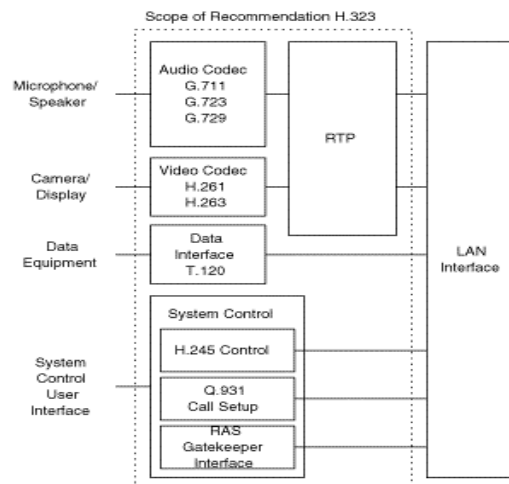 Scope of Recommendation H.323
Microphone/
Speaker
Audio Codec
G.711
G.723
G.729
RTP
Camera/
Display
Video Codec
H.261
H.263
Data
Equipment
Data
Interface
T.120
LAN
Interface
System
Control
User
Interface
System Control
H.245 Control
Q.931
Call Setup
RAS
Gatekeeper
Interface